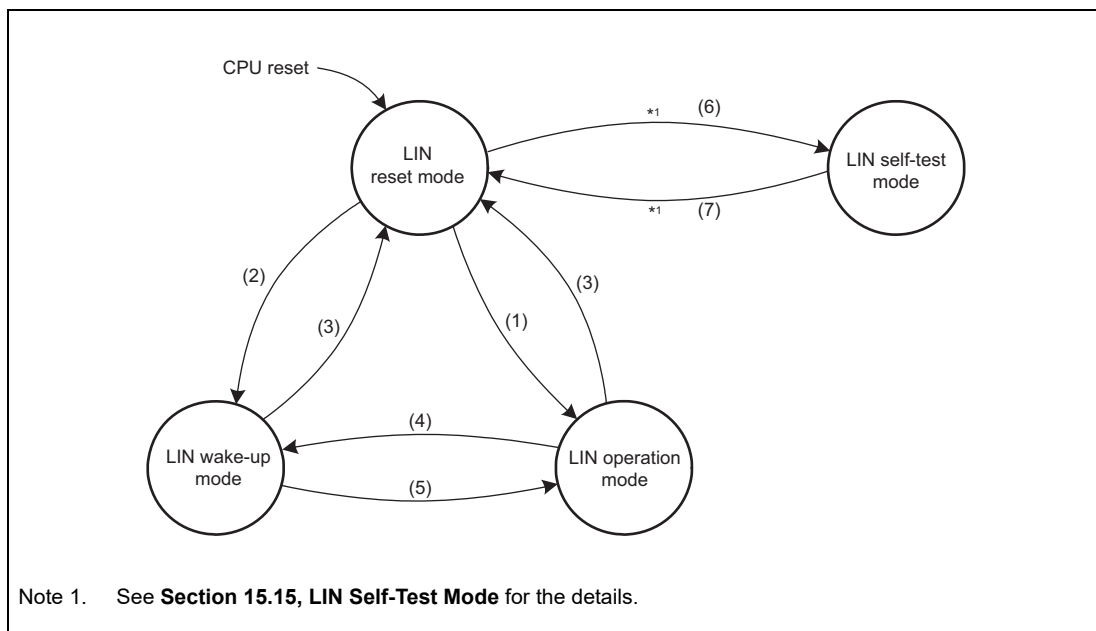 CPU reset
LIN
reset mode
*1 (6)
LIN self-test
mode
*1 (7)
(2)
(3)
(1)
(3)
LIN wake-up
mode
(4)
(5)
LIN operation
mode
Note 1. See Section 15.15, LIN Self-Test Mode for the details.